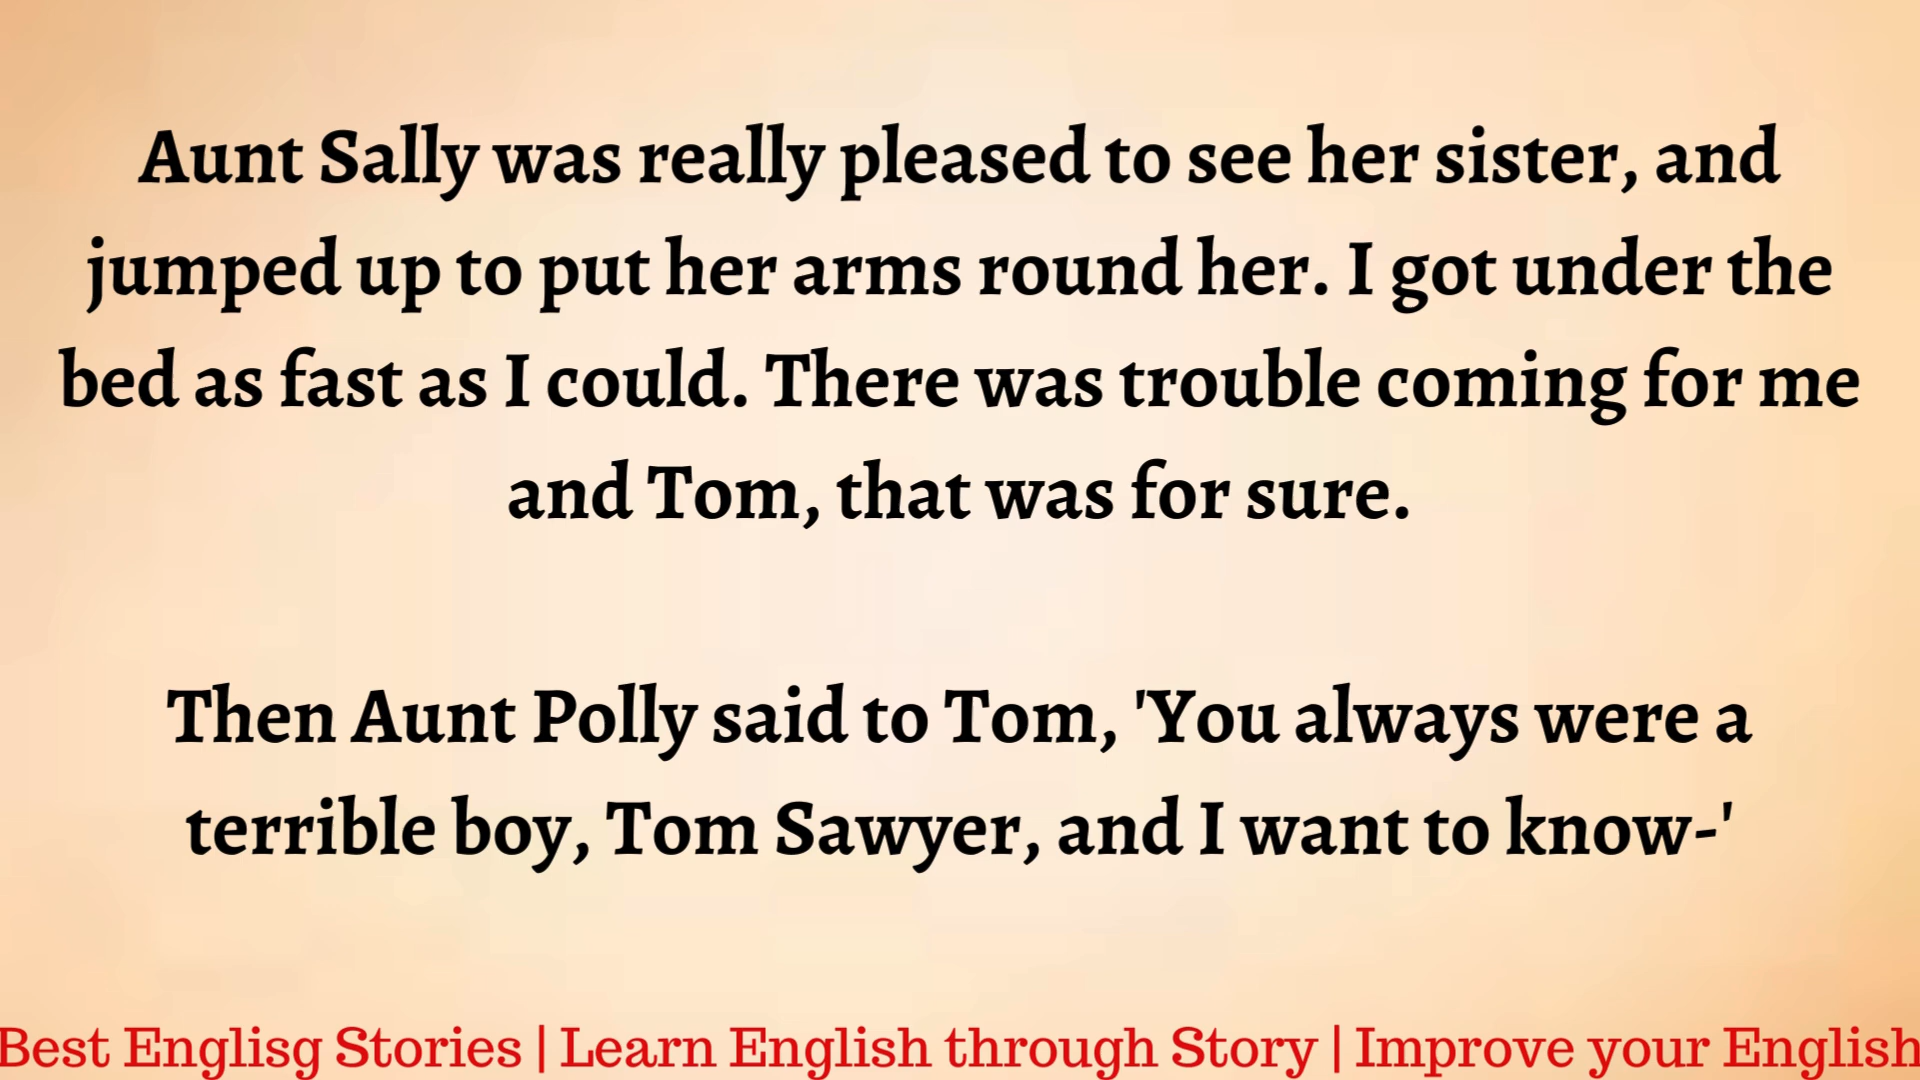 Aunt Sally was really pleased to see her sister, and
jumped up to put her arms round her. I got under the
bed as fast as I could. There was trouble coming for me
and Tom, that was for sure.
Then Aunt Polly said to Tom, 'You always were a
terrible boy, Tom Sawyer, and I want to know-'
Best Englisg Stories | Learn English through Story | Improve your English